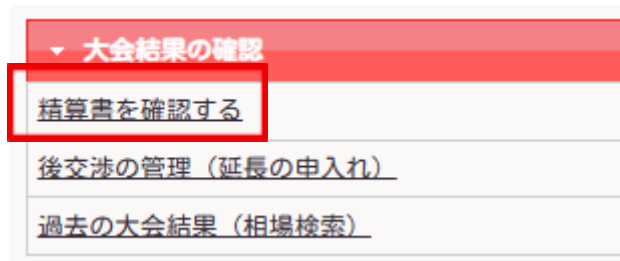 大会結果の確認
精算書を確認する
後交渉の管理（延長の申入れ）
過去の大会結果（相場検索）